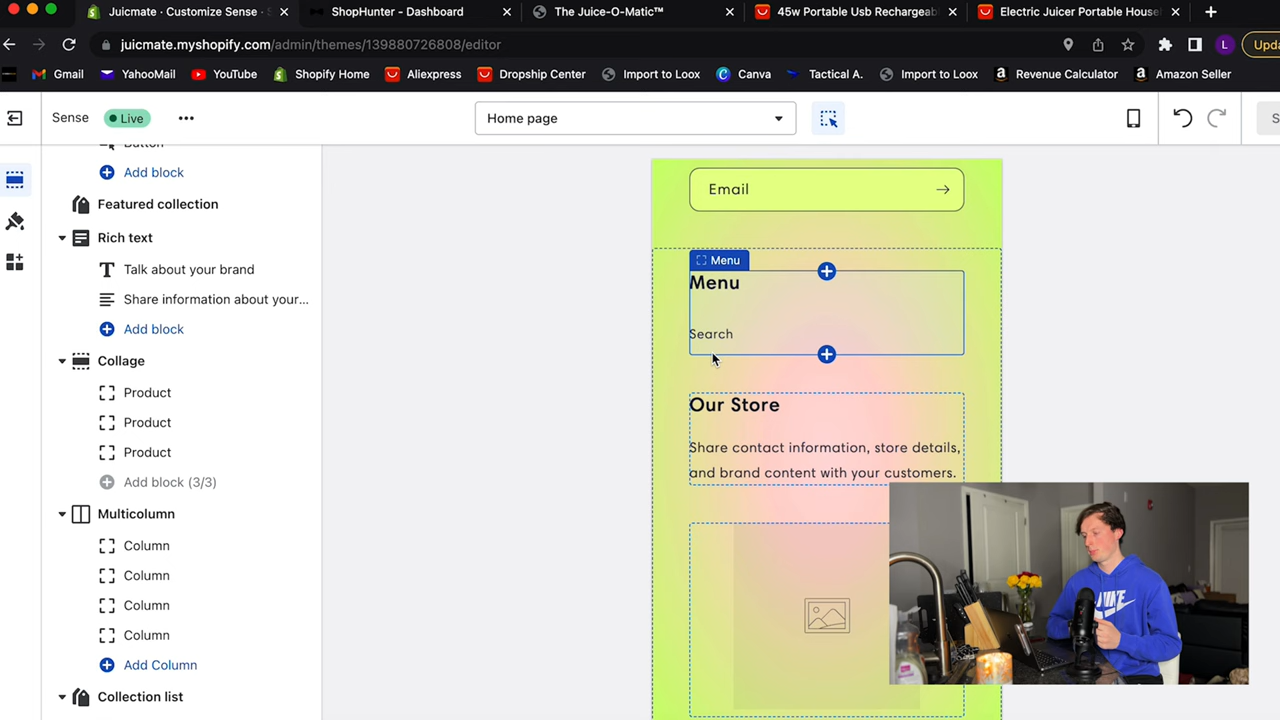 Juicmate · Customize Sense ·
ShopHunter - Dashboard
The Juice-O-Matic™
45w Portable Usb Rechargeab
Electric Juicer Portable House
juicmate.myshopify.com/admin/themes/139880726808/editor
L
Upda
Gmail
YahooMail
YouTube
Shopify Home
Aliexpress
Dropship Center
Import to Loox
Canva
Tactical A.
Import to Loox
Revenue Calculator
Amazon Seller
Sense
Live
Home page
S
Button
Add block
Featured collection
Rich text
Talk about your brand
Share information about your...
Add block
Collage
Product
Product
Product
Add block (3/3)
Multicolumn
Column
Column
Column
Column
Add Column
Collection list
Email
Menu
Menu
Search
Our Store
Share contact information, store details,
and brand content with your customers.
NIKE